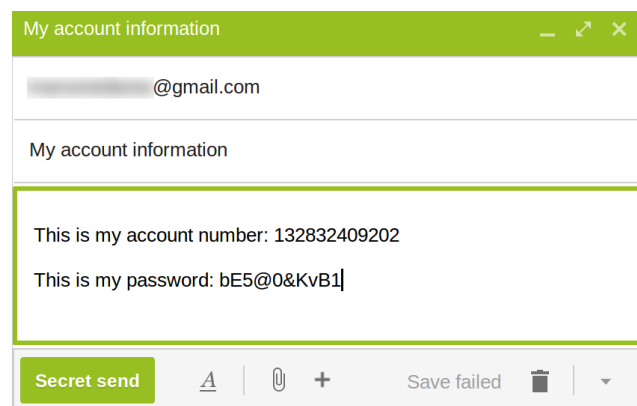 My account information
@gmail.com
My account information
This is my account number: 132832409202
This is my password: bE5@0&KvB1
Secret send A Save failed